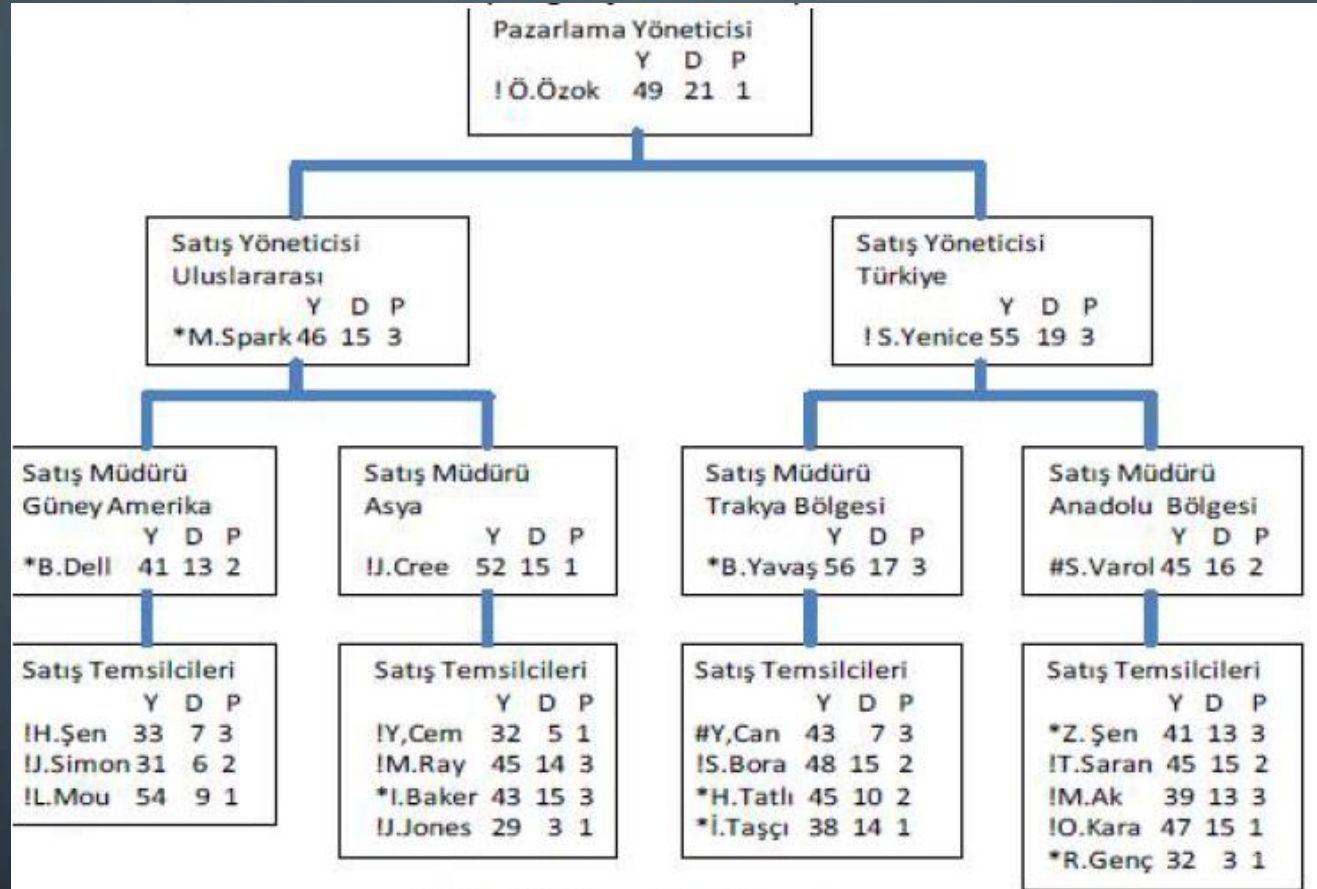 Pazarlama Yöneticisi
Y D P
!Ö.Özok 49 21 1
Satış Yöneticisi
Uluslararası
Y D P
*M.Spark 46 15 3
Satış Yöneticisi
Türkiye
Y D P
!S.Yenice 55 19 3
Satış Müdürü
Güney Amerika
Y D P
*B.Dell 41 13 2
Satış Müdürü
Asya
Y D P
!J.Cree 52 15 1
Satış Müdürü
Trakya Bölgesi
Y D P
*B.Yavaş 56 17 3
Satış Müdürü
Anadolu Bölgesi
Y D P
#S.Varol 45 16 2
Satış Temsilcileri
Y D P
!H.Şen 33 7 3
!J.Simon 31 6 2
!L.Mou 54 9 1
Satış Temsilcileri
Y D P
!Y,Cem 32 5 1
!M.Ray 45 14 3
*I.Baker 43 15 3
!J.Jones 29 3 1
Satış Temsilcileri
Y D P
#Y,Can 43 7 3
!S.Bora 48 15 2
*H.Tatlı 45 10 2
*İ.Taşçı 38 14 1
Satış Temsilcileri
Y D P
*Z.Şen 41 13 3
!T.Saran 45 15 2
!M.Ak 39 13 3
!O.Kara 47 15 1
*R.Genç 32 3 1